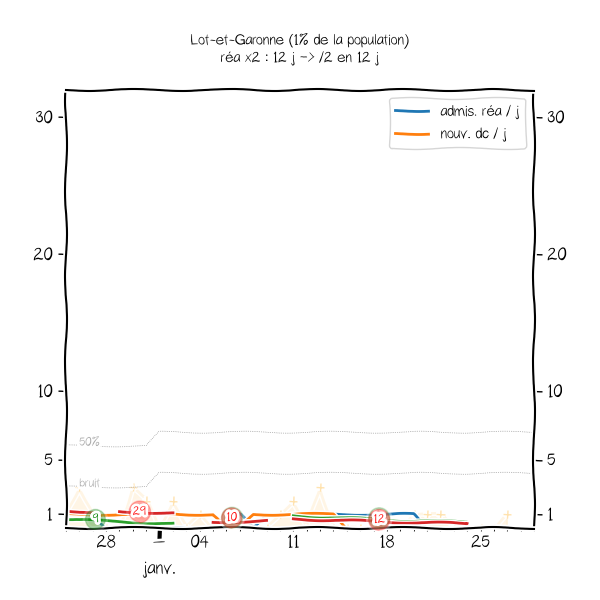 Lot-et-Garonne (1% de la population)
réa x2 : 12 j -> /2 en 12 j
admis. réa / j
nouv. dc / j
30 30
20 20
10 10
50%
5 5
bruit
1 9 29 10 12 1
28 1 04 11 18 25
janv.